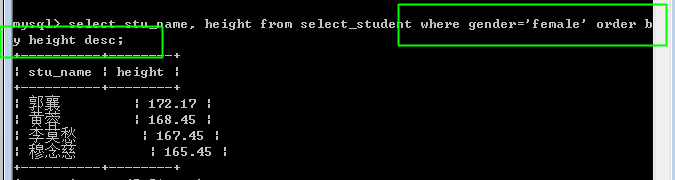 mysql> select stu_name, height from select_student where gender='female' order b
y height desc;
+----------+--------+
| stu_name | height |
+----------+--------+
| 郭襄 | 172.17 |
| 黄蓉 | 168.45 |
| 李莫愁 | 167.45 |
| 穆念慈 | 165.45 |
+----------+--------+